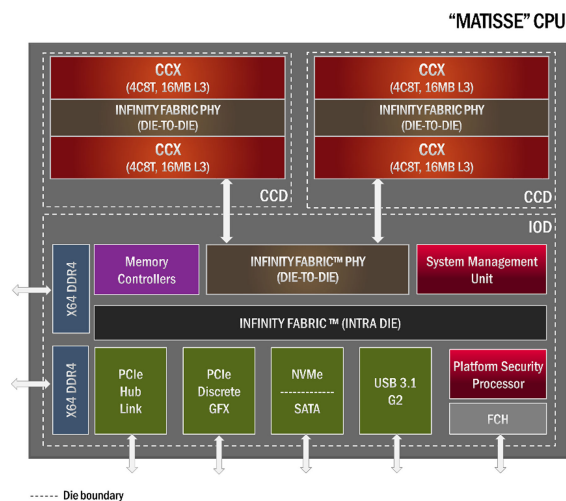 “MATISSE” CPU
CCX
(4C8T, 16MB L3)
INFINITY FABRIC PHY
(DIE-TO-DIE)
CCX
(4C8T, 16MB L3)
CCD
CCX
(4C8T, 16MB L3)
INFINITY FABRIC PHY
(DIE-TO-DIE)
CCX
(4C8T, 16MB L3)
CCD
IOD
X64 DDR4
Memory
Controllers
INFINITY FABRIC™ PHY
(DIE-TO-DIE)
System Management
Unit
INFINITY FABRIC ™ (INTRA DIE)
X64 DDR4
PCIe
Hub
Link
PCIe
Discrete
GFX
NVMe
SATA
USB 3.1
G2
Platform Security
Processor
FCH
Die boundary